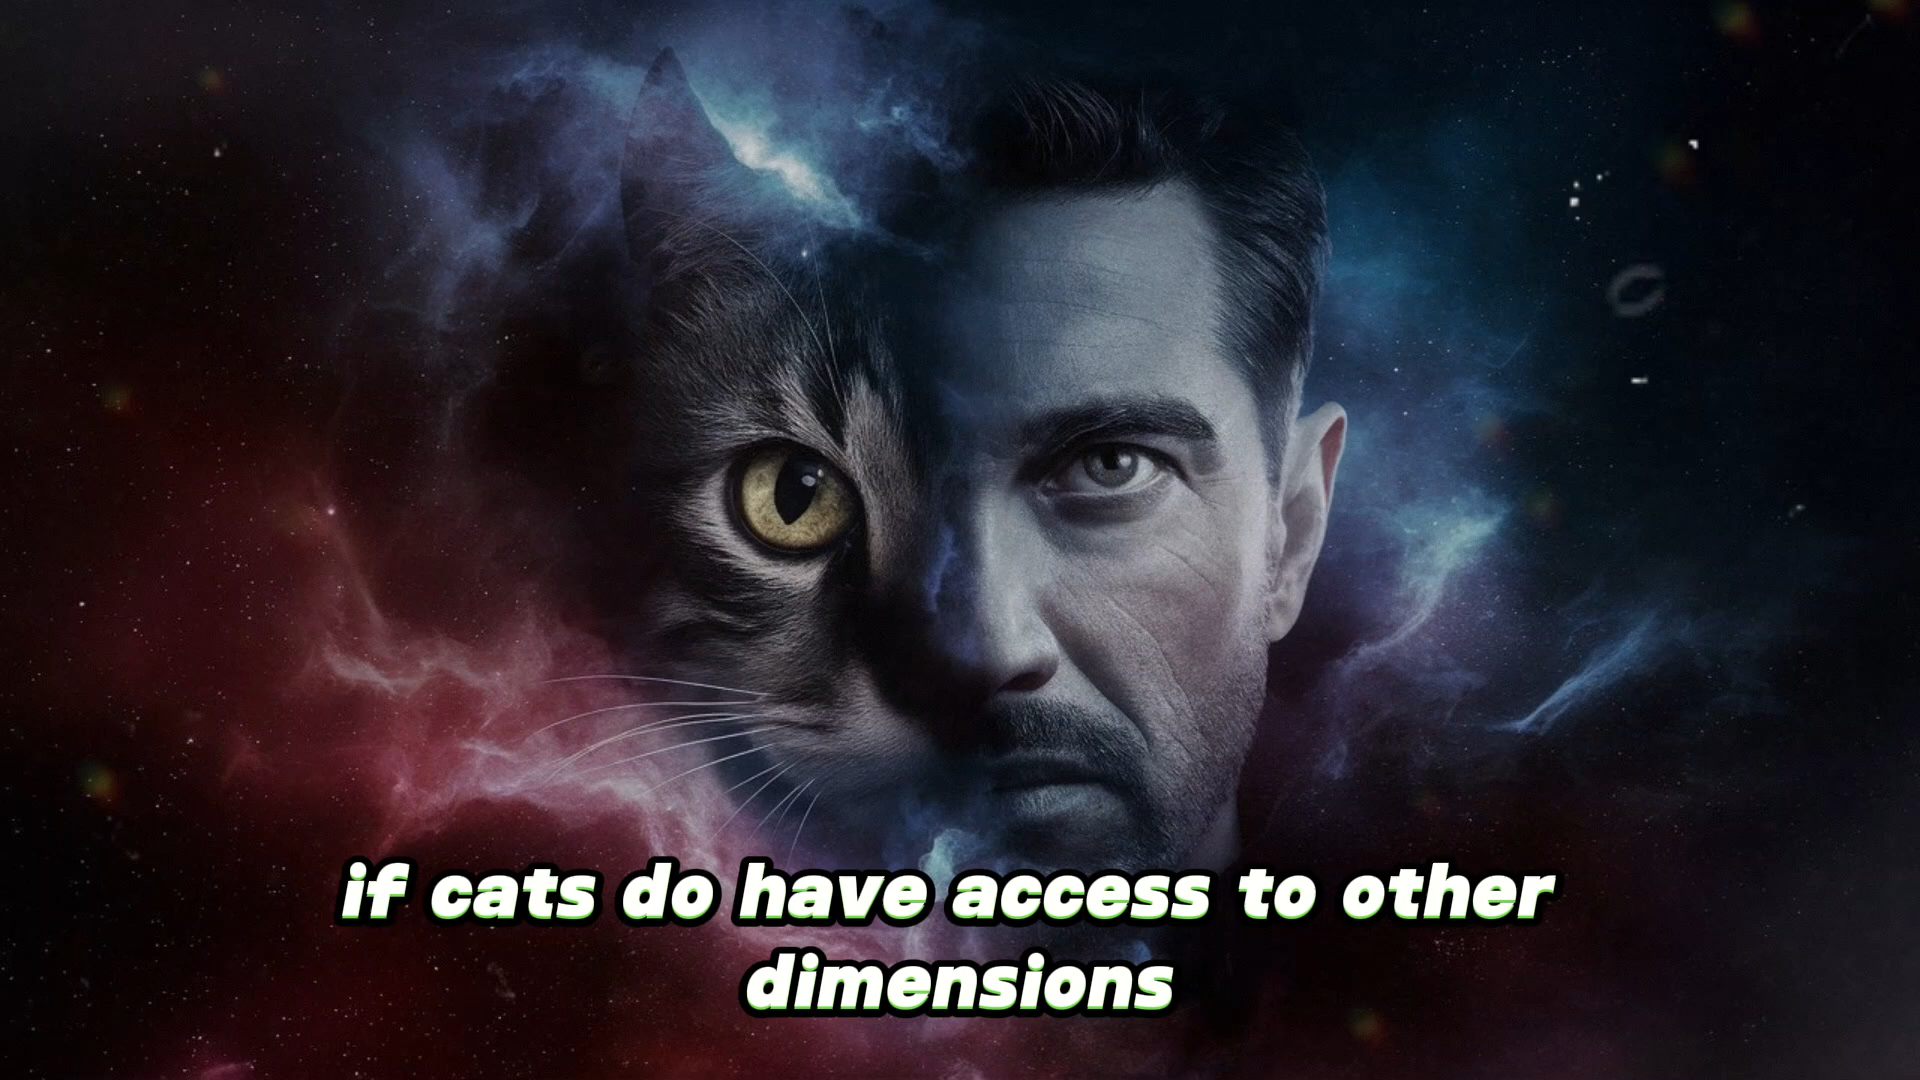 if cats do have access to other
dimensions